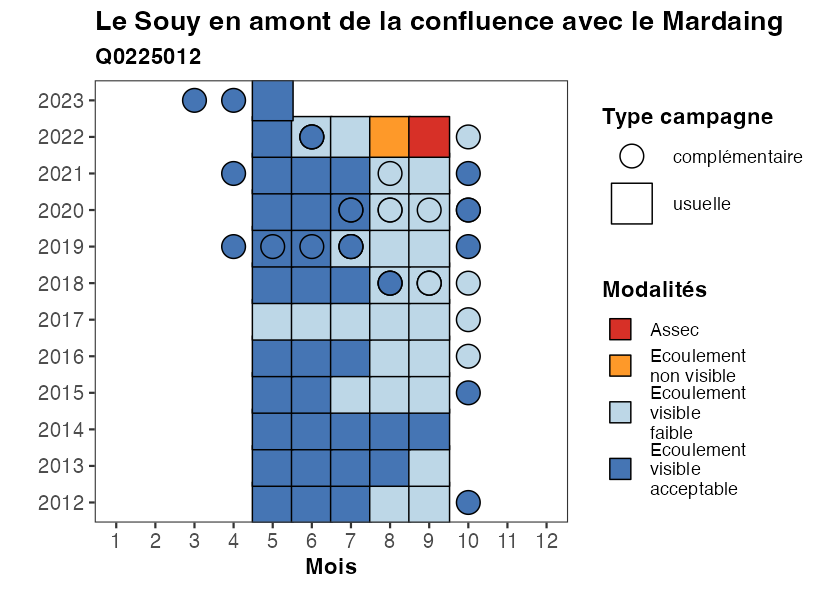 Le Souy en amont de la confluence avec le Mardaing
Q0225012
2023
2022
2021
2020
2019
2018
2017
2016
2015
2014
2013
2012
1 2 3 4 5 6 7 8 9 10 11 12
Mois
Type campagne
complémentaire
usuelle
Modalités
Assec
Ecoulement
non visible
Ecoulement
visible
faible
Ecoulement
visible
acceptable